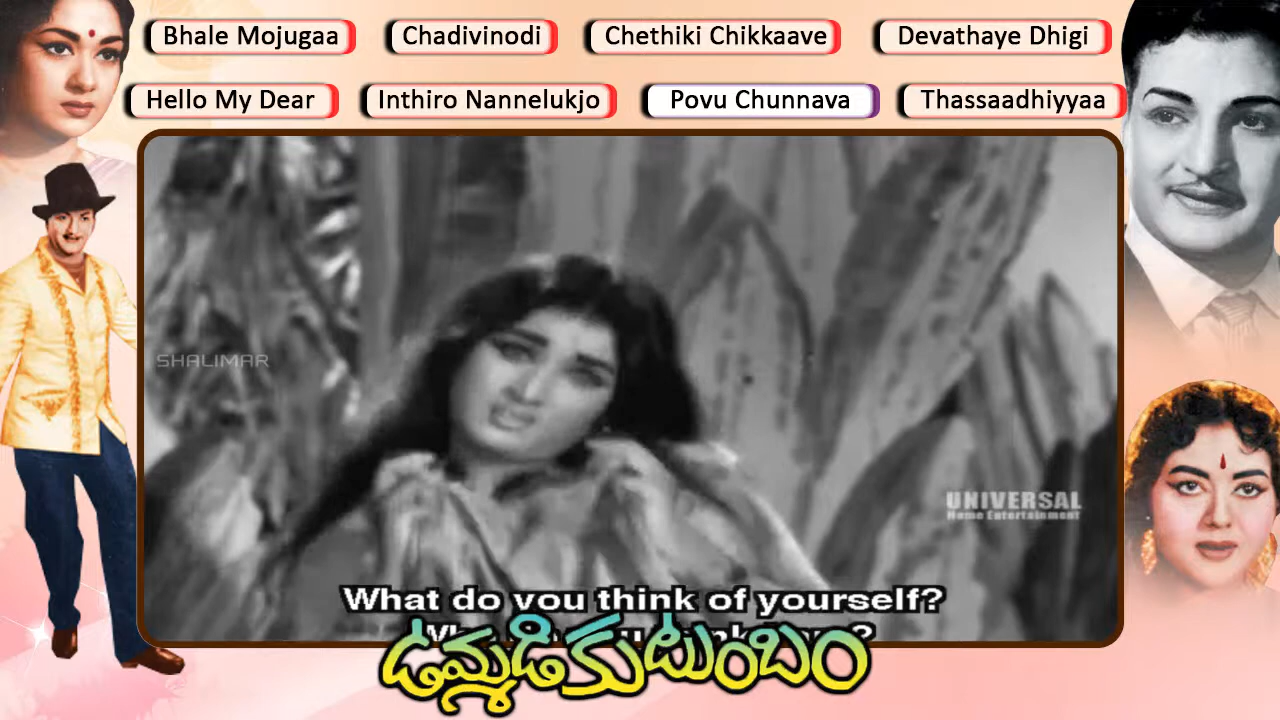 Bhale Mojugaa
Chadivinodi
Chethiki Chikkaave
Devathaye Dhigi
Hello My Dear
Inthiro Nannelukjo
Povu Chunnava
Thassaadhiyyaa
SHALIMAR
UNIVERSAL
Home Entertainment
What do you think of yourself?
ఉమ్మడి కుటుంబం